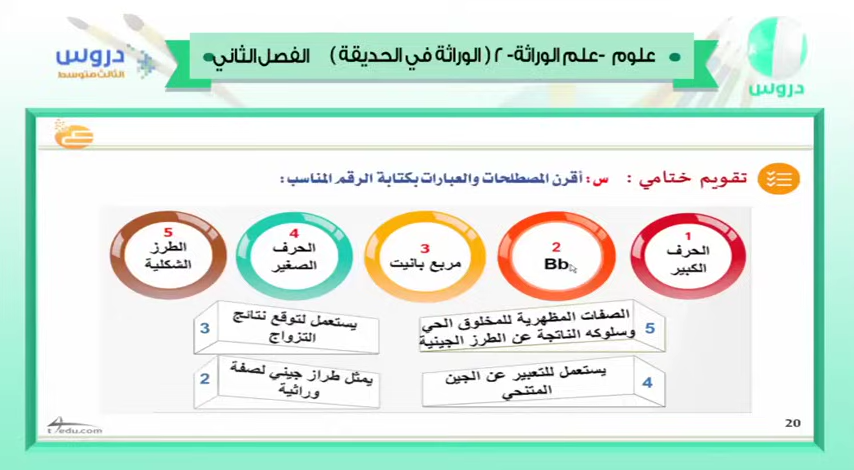 علوم -علم الوراثة- ٢ ( الوراثة في الحديقة ) الفصل الثاني
دروس
الثالث متوسط
دروس
تقويم ختامي : س: أقرن المصطلحات والعبارات بكتابة الرقم المناسب:
1
الحرف
الكبير
2
Bb
3
مربع بانيت
4
الحرف
الصغير
5
الطرز
الشكلية
5
الصفات المظهرية للمخلوق الحي
وسلوكه الناتجة عن الطرز الجينية
يستعمل لتوقع نتائج
التزواج
3
4
يستعمل للتعبير عن الجين
المتنحي
يمثل طراز جيني لصفة
وراثية
2
t4edu.com
20